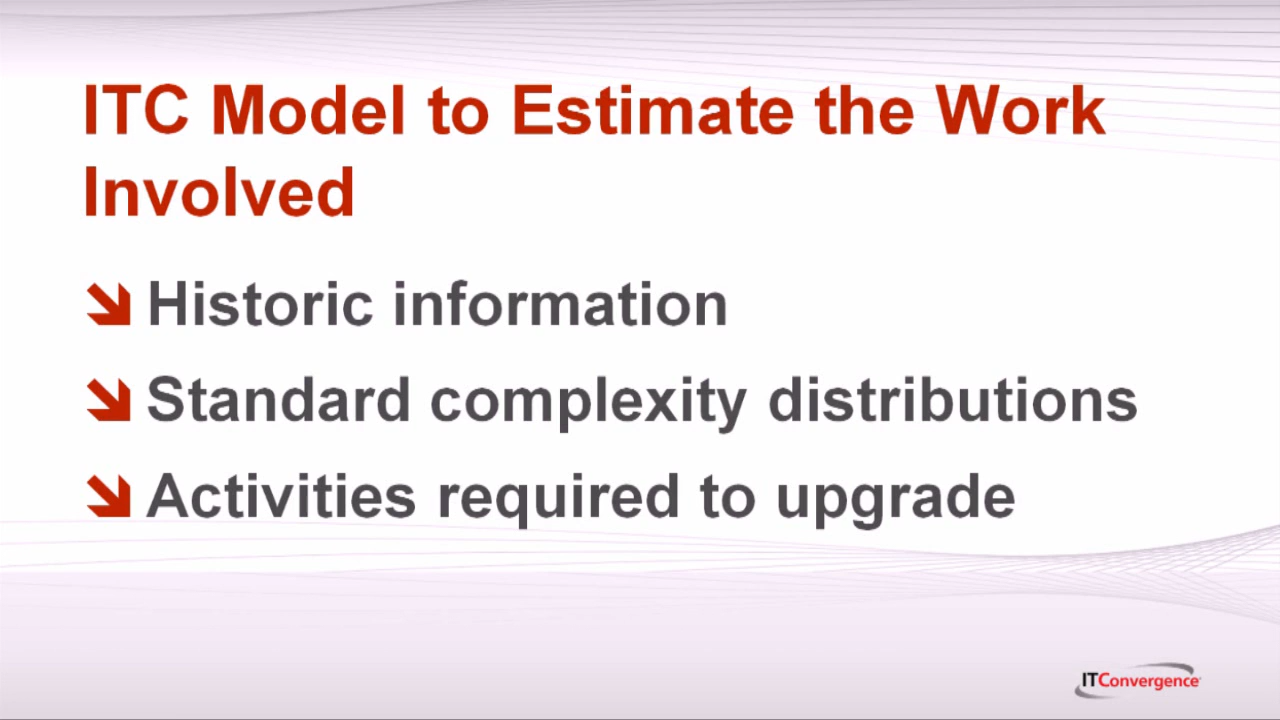 ITC Model to Estimate the Work
Involved
Historic information
Standard complexity distributions
Activities required to upgrade
ITConvergence